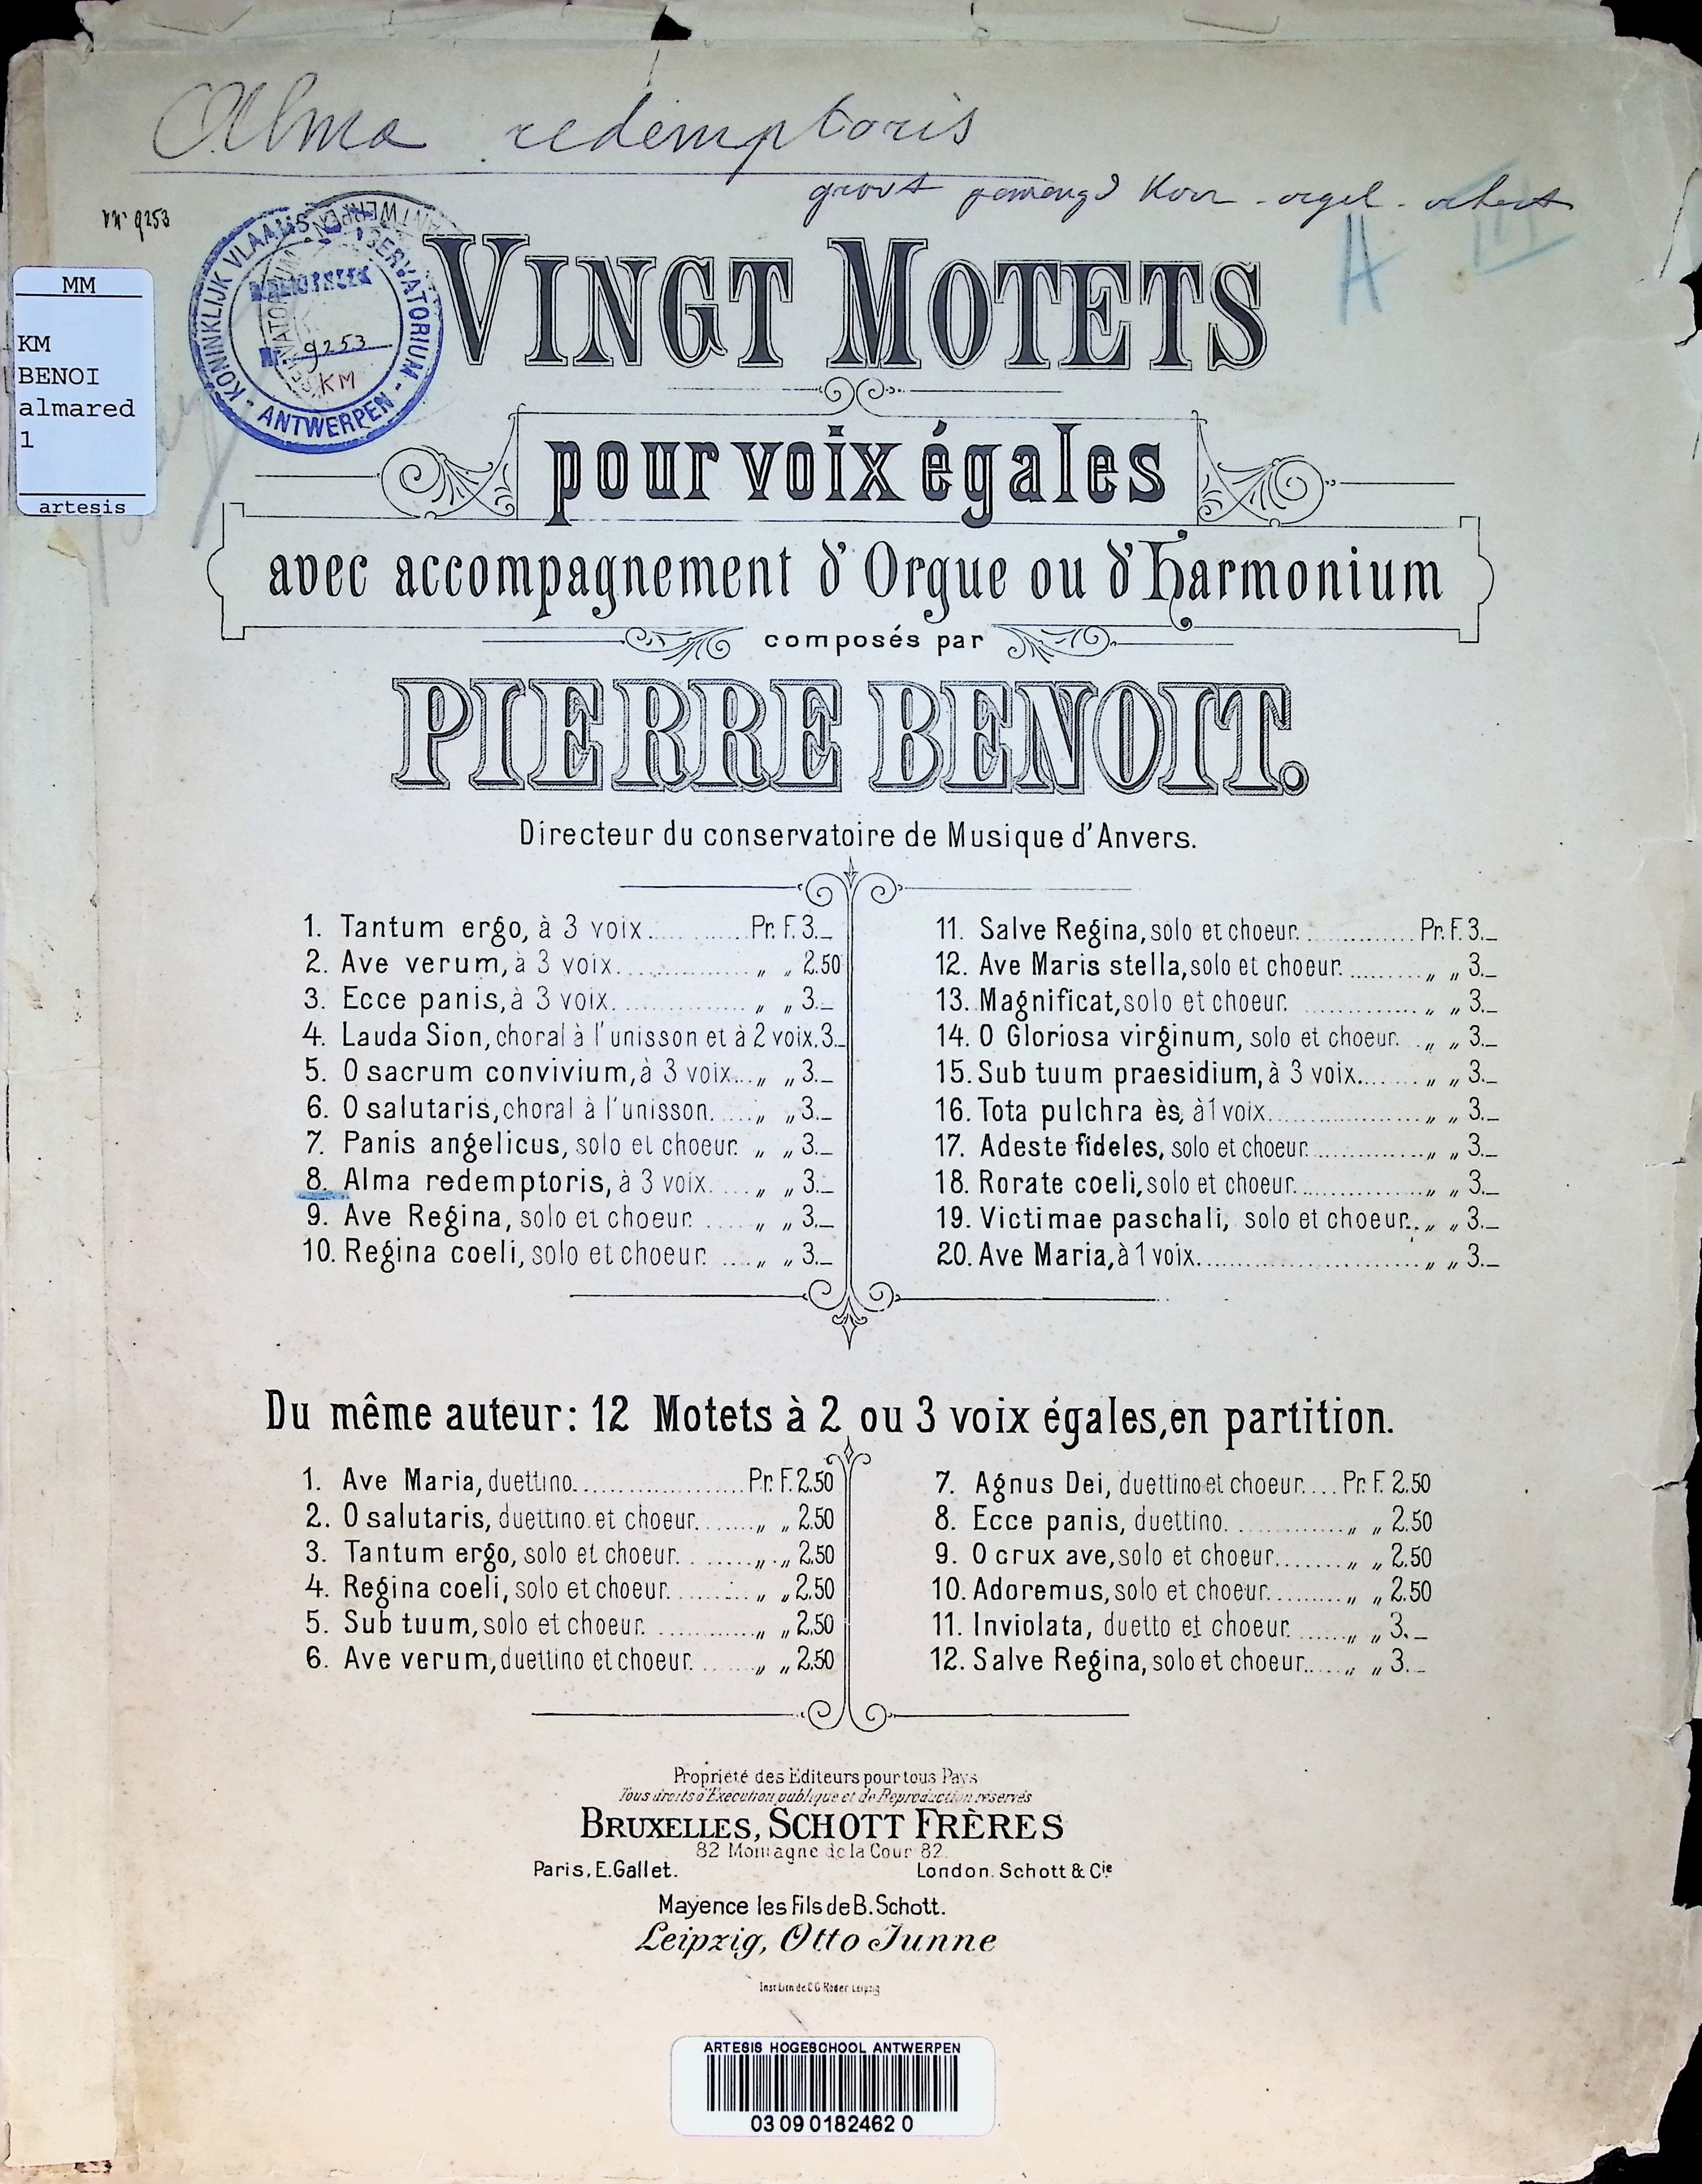 Alma redemptoris
groot gemengd Koor - orgel - orkest
VN° 9253
A III
MM
KM
BENOI
almared
1
artesis
KONINKLIJK VLAAMS CONSERVATORIUM - ANTWERPEN
BIBLIOTHEEK
9253
KM
VINGT MOTETS
pour voix égales
avec accompagnement d'Orgue ou d'Harmonium
composés par
PIERRE BENOIT.
Directeur du conservatoire de Musique d'Anvers.
1. Tantum ergo, à 3 voix. Pr. F. 3._
2. Ave verum, à 3 voix. „ „ 2.50
3. Ecce panis, à 3 voix. „ „ 3._
4. Lauda Sion, choral à l'unisson et à 2 voix. 3._
5. O sacrum convivium, à 3 voix. „ „ 3._
6. O salutaris, choral à l'unisson. „ „ 3._
7. Panis angelicus, solo et choeur. „ „ 3._
8. Alma redemptoris, à 3 voix. „ „ 3._
9. Ave Regina, solo et choeur. „ „ 3._
10. Regina coeli, solo et choeur. „ „ 3._
11. Salve Regina, solo et choeur. Pr. F. 3._
12. Ave Maris stella, solo et choeur. „ „ 3._
13. Magnificat, solo et choeur. „ „ 3._
14. O Gloriosa virginum, solo et choeur. „ „ 3._
15. Sub tuum praesidium, à 3 voix. „ „ 3._
16. Tota pulchra ès, à 1 voix. „ „ 3._
17. Adeste fideles, solo et choeur. „ „ 3._
18. Rorate coeli, solo et choeur. „ „ 3._
19. Victimae paschali, solo et choeur. „ „ 3._
20. Ave Maria, à 1 voix. „ „ 3._
Du même auteur: 12 Motets à 2 ou 3 voix égales, en partition.
1. Ave Maria, duettino. Pr. F. 2.50
2. O salutaris, duettino et choeur. „ „ 2.50
3. Tantum ergo, solo et choeur. „ „ 2.50
4. Regina coeli, solo et choeur. „ „ 2.50
5. Sub tuum, solo et choeur. „ „ 2.50
6. Ave verum, duettino et choeur. „ „ 2.50
7. Agnus Dei, duettino et choeur. Pr. F. 2.50
8. Ecce panis, duettino. „ „ 2.50
9. O crux ave, solo et choeur. „ „ 2.50
10. Adoremus, solo et choeur. „ „ 2.50
11. Inviolata, duetto et choeur. „ „ 3._
12. Salve Regina, solo et choeur. „ „ 3._
Propriété des Editeurs pour tous Pays
Tous droits d'Exécution publique et de Reproduction réservés
BRUXELLES, SCHOTT FRÈRES
82 Montagne de la Cour 82.
Paris, E. Gallet. London. Schott & Cie
Mayence les Fils de B. Schott.
Leipzig, Otto Junne
Inst Lith de C G Röder Leipzig
ARTESIS HOGESCHOOL ANTWERPEN
03 09 0182462 0